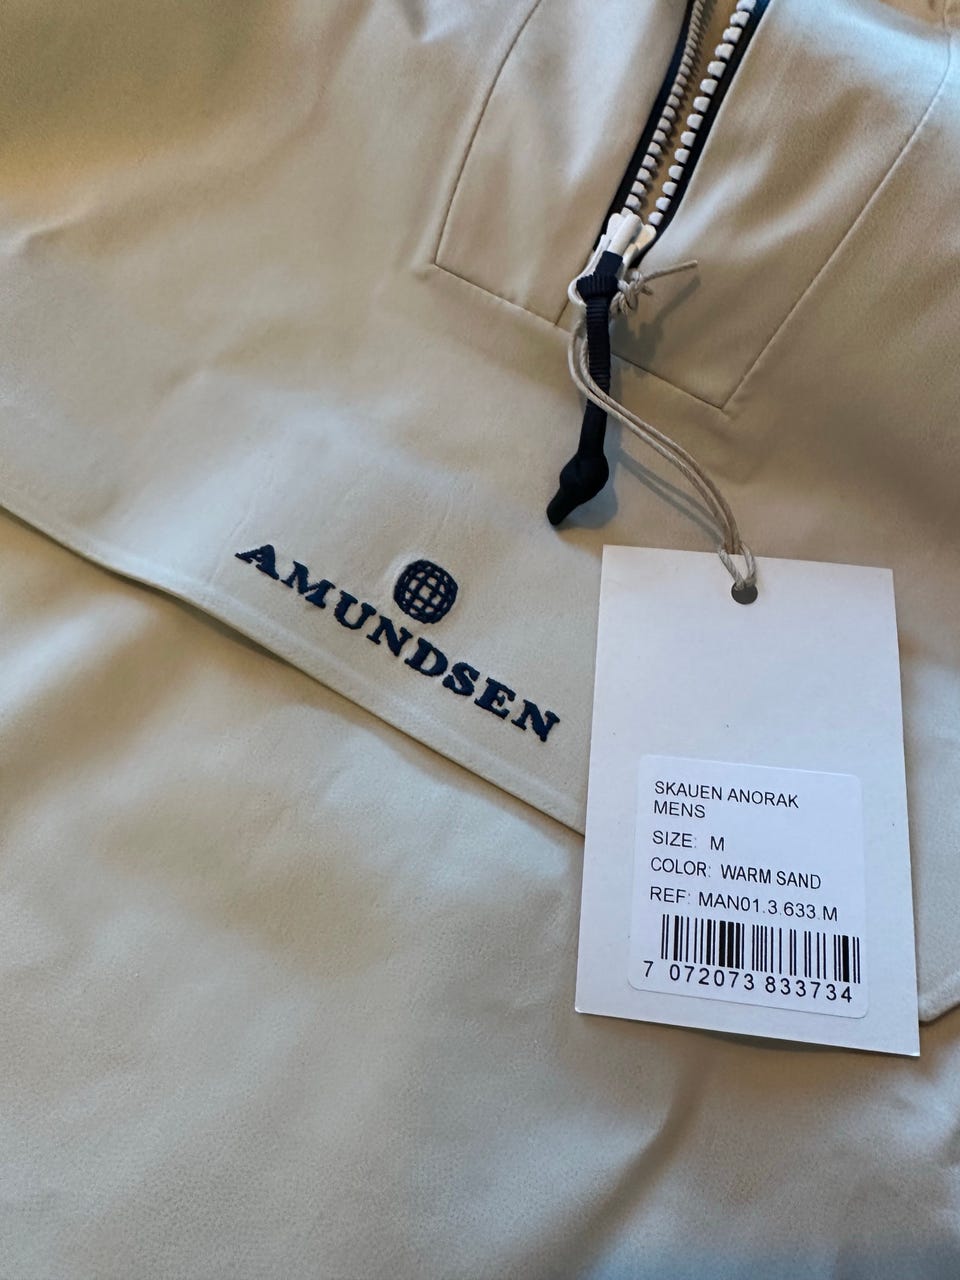 AMUNDSEN
SKAUEN ANORAK
MENS
SIZE: M
COLOR: WARM SAND
REF: MAN01.3.633.M
7 072073 833734